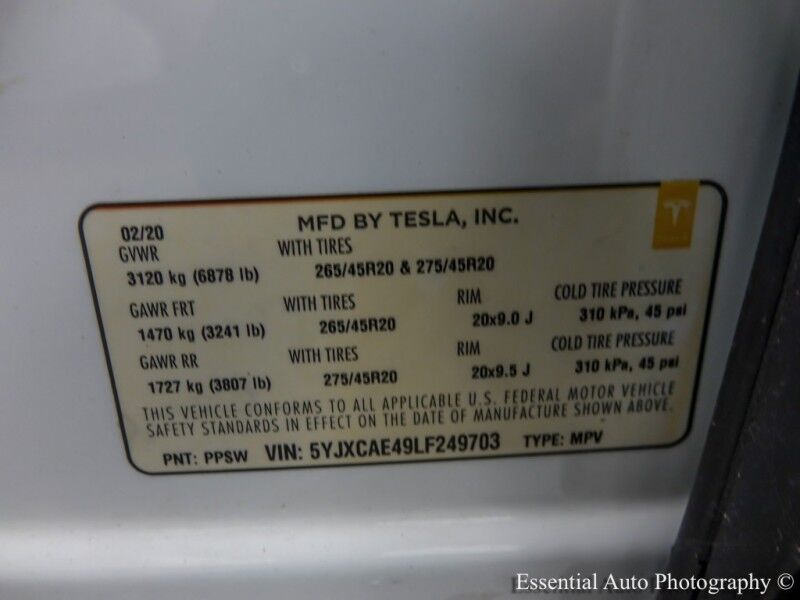 02/20 MFD BY TESLA, INC.
GVWR WITH TIRES
3120 kg (6878 lb) 265/45R20 & 275/45R20
GAWR FRT WITH TIRES RIM COLD TIRE PRESSURE
1470 kg (3241 lb) 265/45R20 20x9.0 J 310 kPa, 45 psi
GAWR RR WITH TIRES RIM COLD TIRE PRESSURE
1727 kg (3807 lb) 275/45R20 20x9.5 J 310 kPa, 45 psi
THIS VEHICLE CONFORMS TO ALL APPLICABLE U.S. FEDERAL MOTOR VEHICLE
SAFETY STANDARDS IN EFFECT ON THE DATE OF MANUFACTURE SHOWN ABOVE.
PNT: PPSW VIN: 5YJXCAE49LF249703 TYPE: MPV
Essential Auto Photography ©